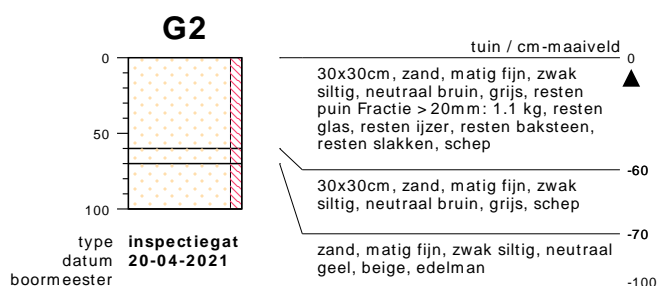 G2
tuin / cm-maaiveld
0
0
30x30cm, zand, matig fijn, zwak
siltig, neutraal bruin, grijs, resten
puin Fractie > 20mm: 1.1 kg, resten
glas, resten ijzer, resten baksteen,
resten slakken, schep
50
-60
30x30cm, zand, matig fijn, zwak
siltig, neutraal bruin, grijs, schep
100
-70
zand, matig fijn, zwak siltig, neutraal
geel, beige, edelman
-100
type inspectiegat
datum 20-04-2021
boormeester